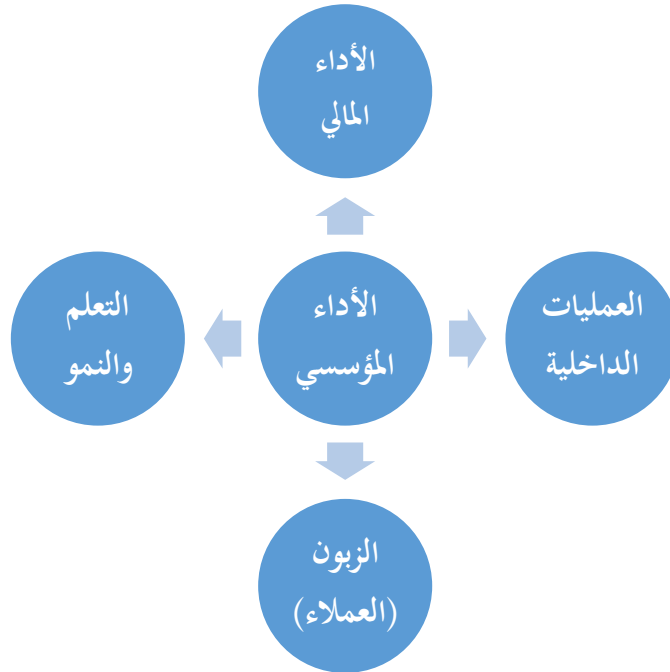 الأداء
المالي
العمليات
الداخلية
الأداء
المؤسسي
التعلم
والنمو
الزبون
(العملاء)